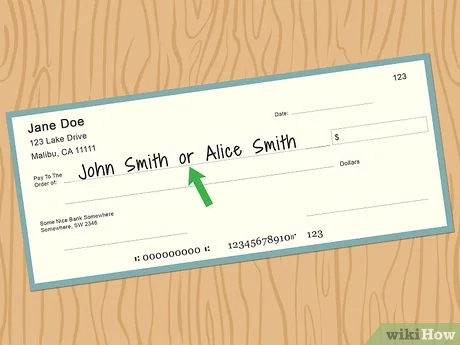 123
Jane Doe
123 Lake Drive
Malibu, CA 11111
Date:
Pay To The
Order of:
John Smith or Alice Smith
$
Dollars
Some Nice Bank Somewhere
Somewhere, SW 2346
⑆000000000⑆ 12345678910⑈ 123
wikiHow